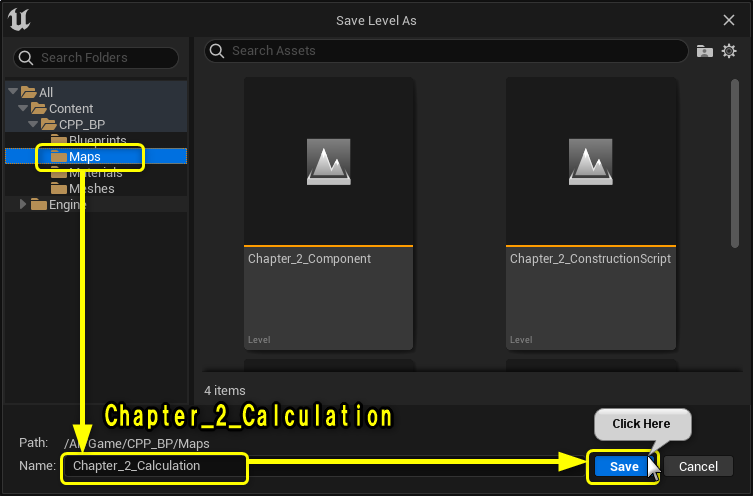 Save Level As
Search Folders
Search Assets
All
Content
CPP_BP
Blueprints
Maps
Materials
Meshes
Engine
Chapter_2_Component
Level
Chapter_2_ConstructionScript
Level
4 items
Chapter_2_Calculation
Click Here
Path: /All/Game/CPP_BP/Maps
Name: Chapter_2_Calculation
Save
Cancel